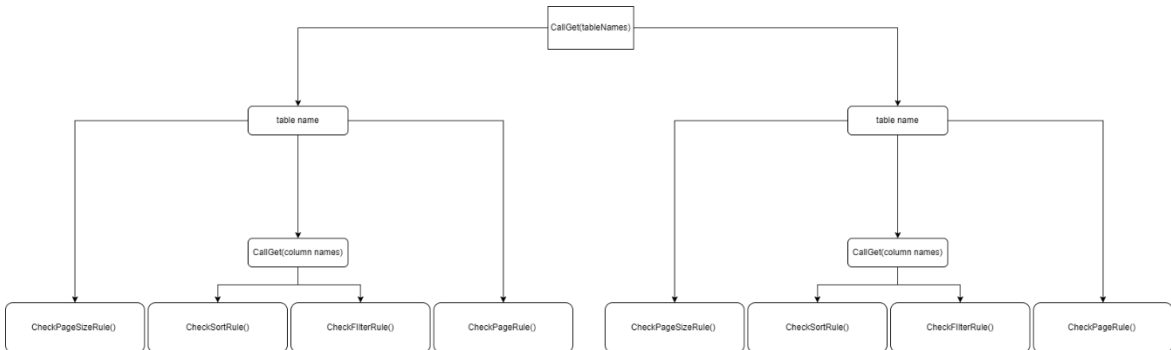 CallGet(tableNames)
table name
table name
CallGet(column names)
CallGet(column names)
CheckPageSizeRule()
CheckSortRule()
CheckFIlterRule()
CheckPageRule()
CheckPageSizeRule()
CheckSortRule()
CheckFIlterRule()
CheckPageRule()